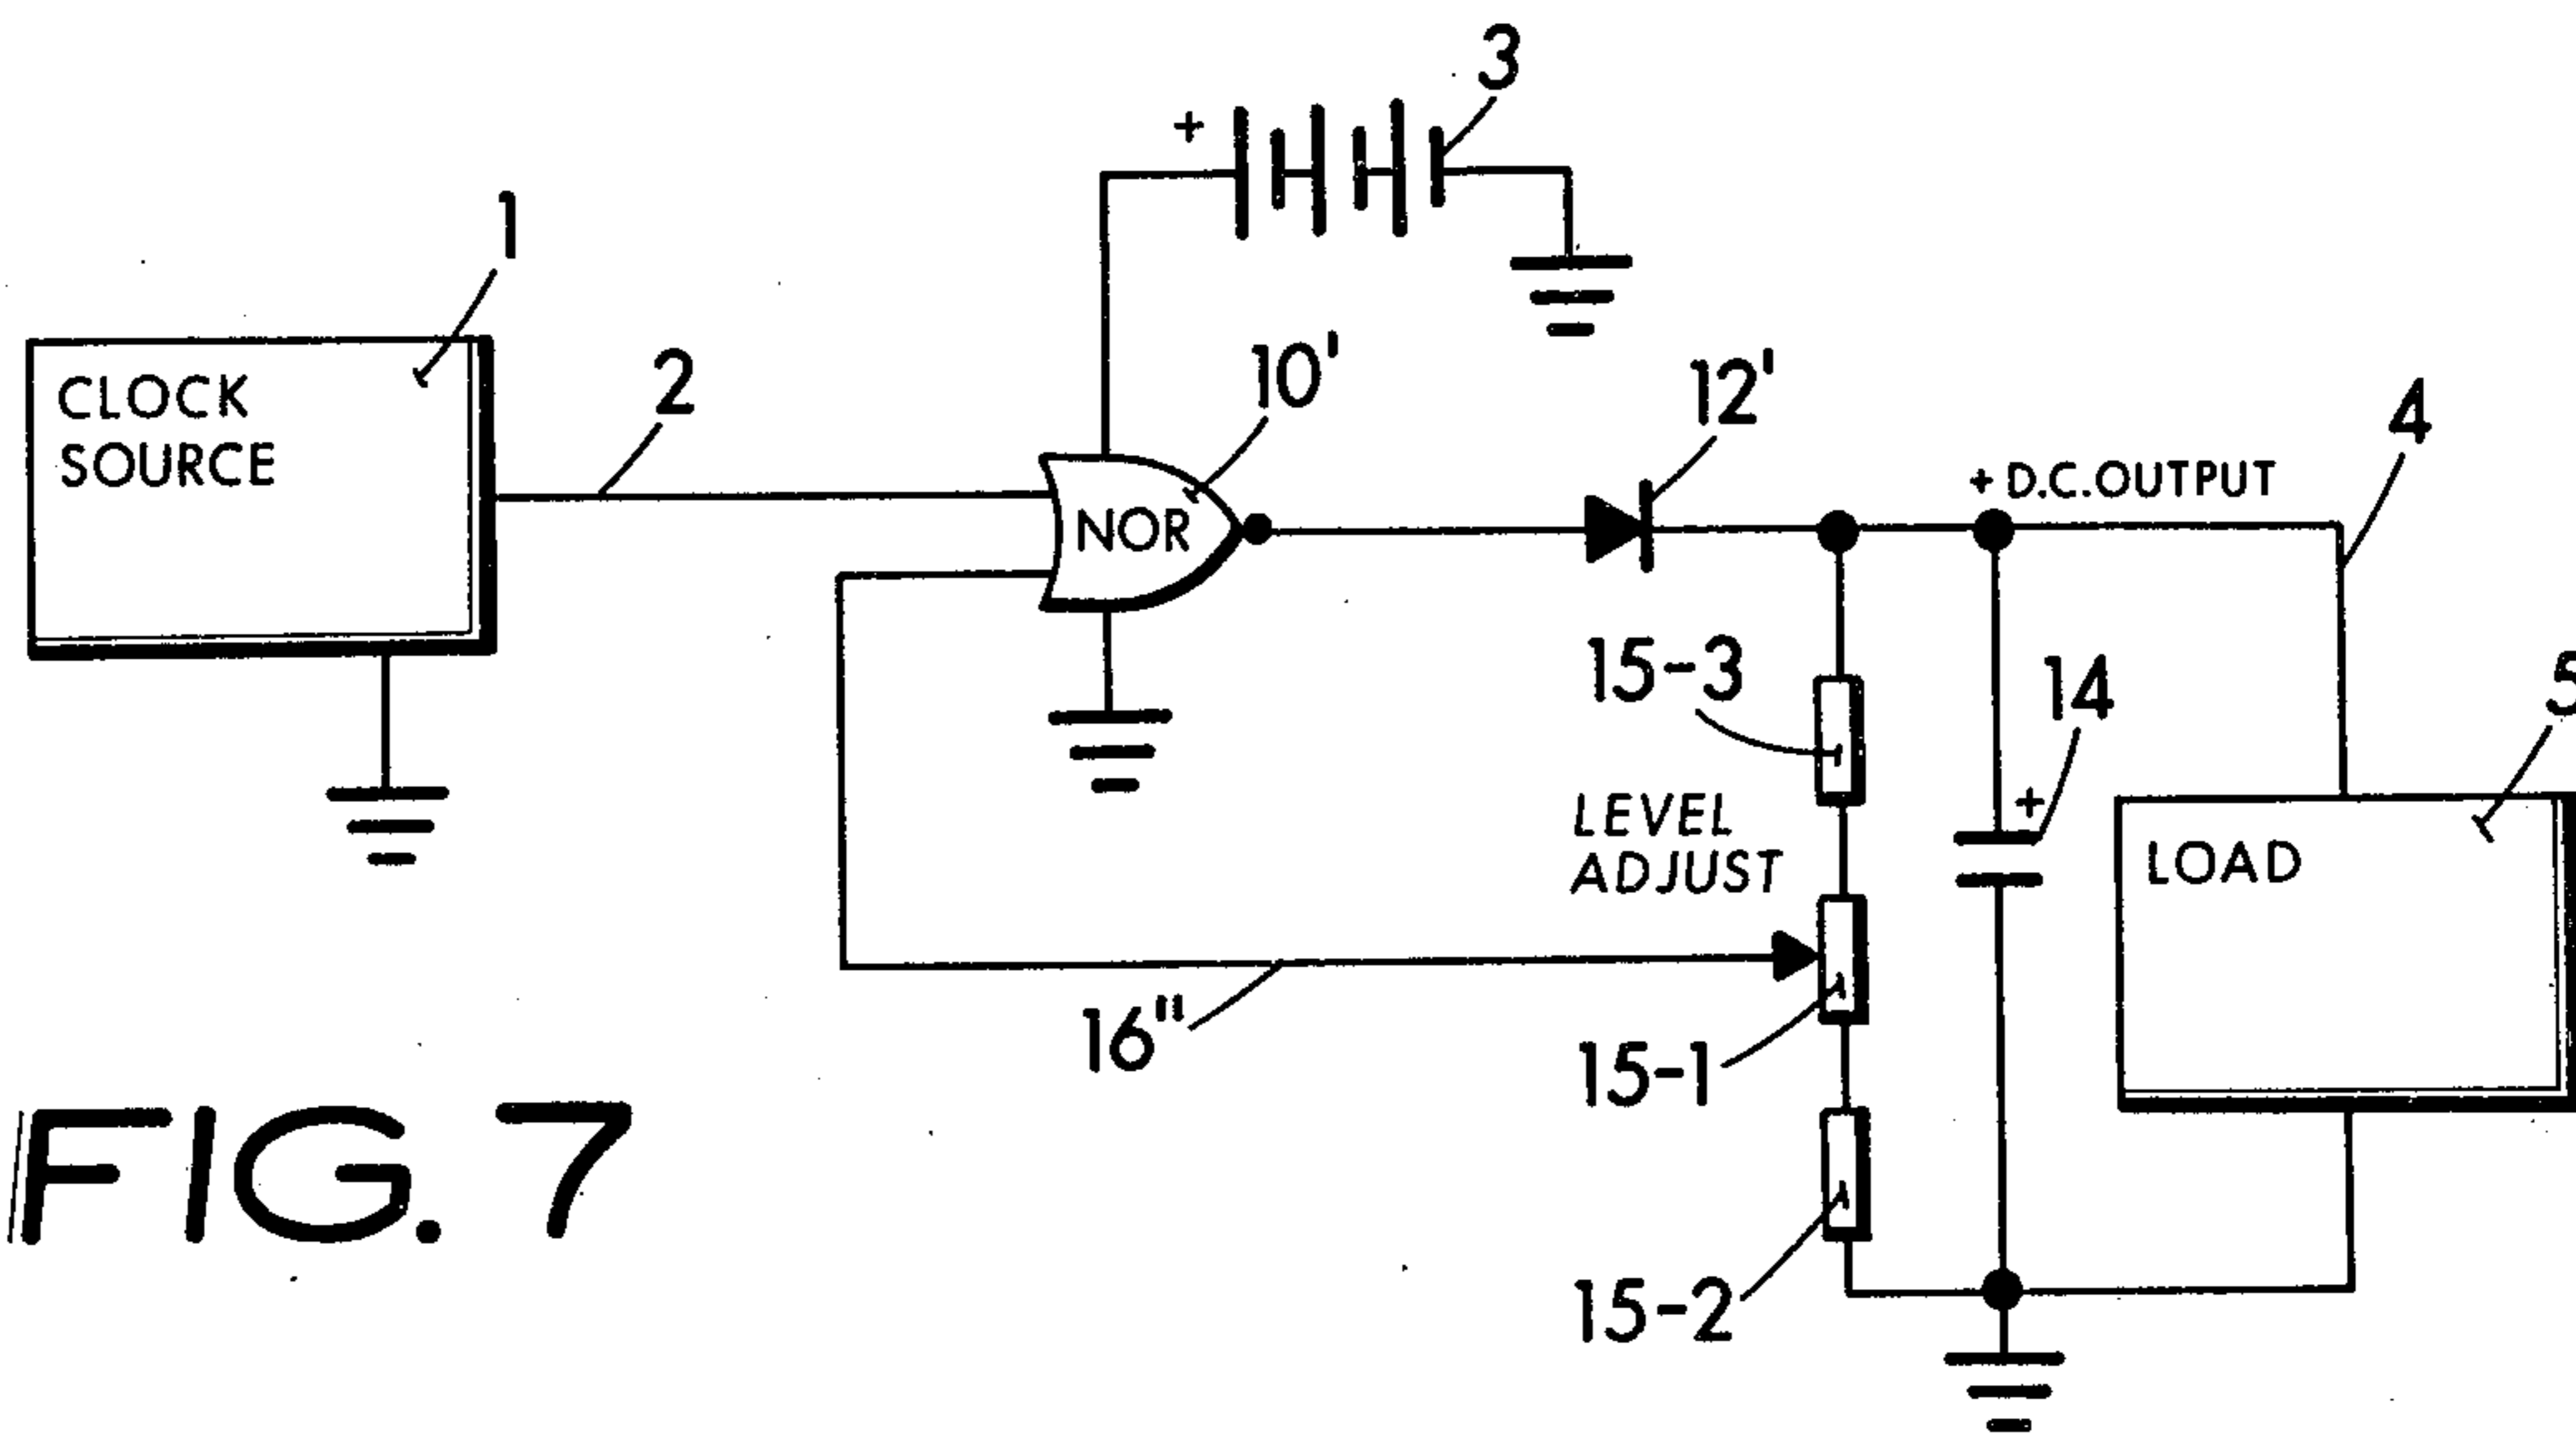 3
+
1
CLOCK
SOURCE
2
10'
12'
4
+ D.C. OUTPUT
NOR
15-3
14
5
+
LEVEL
ADJUST
LOAD
16"
15-1
15-2
FIG. 7